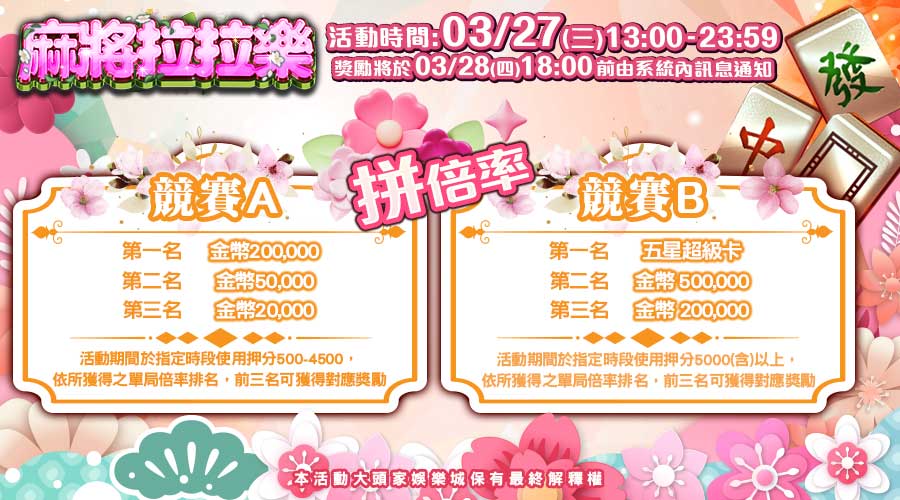 麻將拉拉樂
活動時間:03/27(三)13:00-23:59
獎勵將於03/28(四)18:00前由系統內訊息通知
發
中
拼倍率
競賽A
第一名 金幣200,000
第二名 金幣50,000
第三名 金幣20,000
活動期間於指定時段使用押分500-4500，
依所獲得之單局倍率排名，前三名可獲得對應獎勵
競賽B
第一名 五星超級卡
第二名 金幣 500,000
第三名 金幣 200,000
活動期間於指定時段使用押分5000(含)以上，
依所獲得之單局倍率排名，前三名可獲得對應獎勵
本活動大頭家娛樂城保有最終解釋權